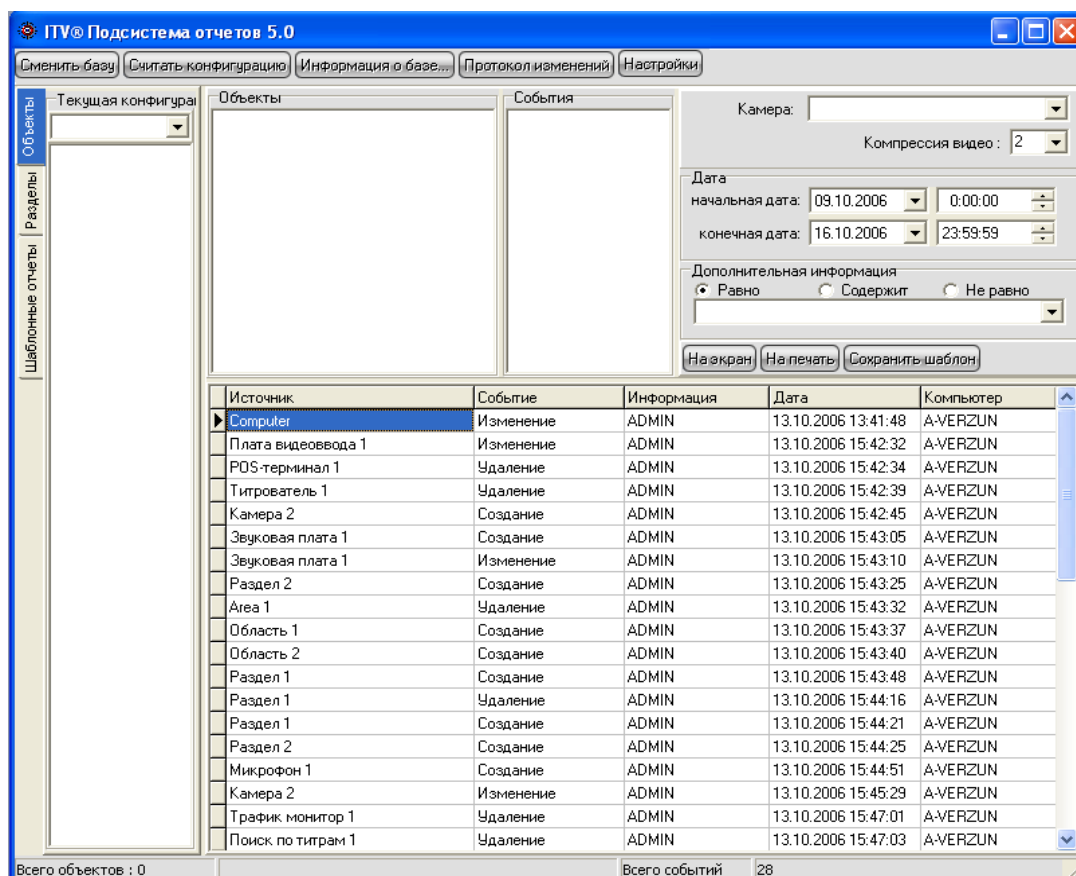 ITV® Подсистема отчетов 5.0
Сменить базу Считать конфигурацию Информация о базе... Протокол изменений Настройки
Объекты
Разделы
Шаблонные отчеты
Текущая конфигурац
Объекты
События
Камера:
Компрессия видео : 2
Дата
начальная дата: 09.10.2006 0:00:00
конечная дата: 16.10.2006 23:59:59
Дополнительная информация
Равно Содержит Не равно
На экран На печать Сохранить шаблон
Источник Событие Информация Дата Компьютер
Computer Изменение ADMIN 13.10.2006 13:41:48 A-VERZUN
Плата видеоввода 1 Изменение ADMIN 13.10.2006 15:42:32 A-VERZUN
POS-терминал 1 Удаление ADMIN 13.10.2006 15:42:34 A-VERZUN
Титрователь 1 Удаление ADMIN 13.10.2006 15:42:39 A-VERZUN
Камера 2 Создание ADMIN 13.10.2006 15:42:45 A-VERZUN
Звуковая плата 1 Создание ADMIN 13.10.2006 15:43:05 A-VERZUN
Звуковая плата 1 Изменение ADMIN 13.10.2006 15:43:10 A-VERZUN
Раздел 2 Создание ADMIN 13.10.2006 15:43:25 A-VERZUN
Area 1 Удаление ADMIN 13.10.2006 15:43:32 A-VERZUN
Область 1 Создание ADMIN 13.10.2006 15:43:37 A-VERZUN
Область 2 Создание ADMIN 13.10.2006 15:43:40 A-VERZUN
Раздел 1 Создание ADMIN 13.10.2006 15:43:48 A-VERZUN
Раздел 1 Удаление ADMIN 13.10.2006 15:44:16 A-VERZUN
Раздел 1 Создание ADMIN 13.10.2006 15:44:21 A-VERZUN
Раздел 2 Создание ADMIN 13.10.2006 15:44:25 A-VERZUN
Микрофон 1 Создание ADMIN 13.10.2006 15:44:51 A-VERZUN
Камера 2 Изменение ADMIN 13.10.2006 15:45:29 A-VERZUN
Трафик монитор 1 Удаление ADMIN 13.10.2006 15:47:01 A-VERZUN
Поиск по титрам 1 Удаление ADMIN 13.10.2006 15:47:03 A-VERZUN
Всего объектов : 0 Всего событий 28